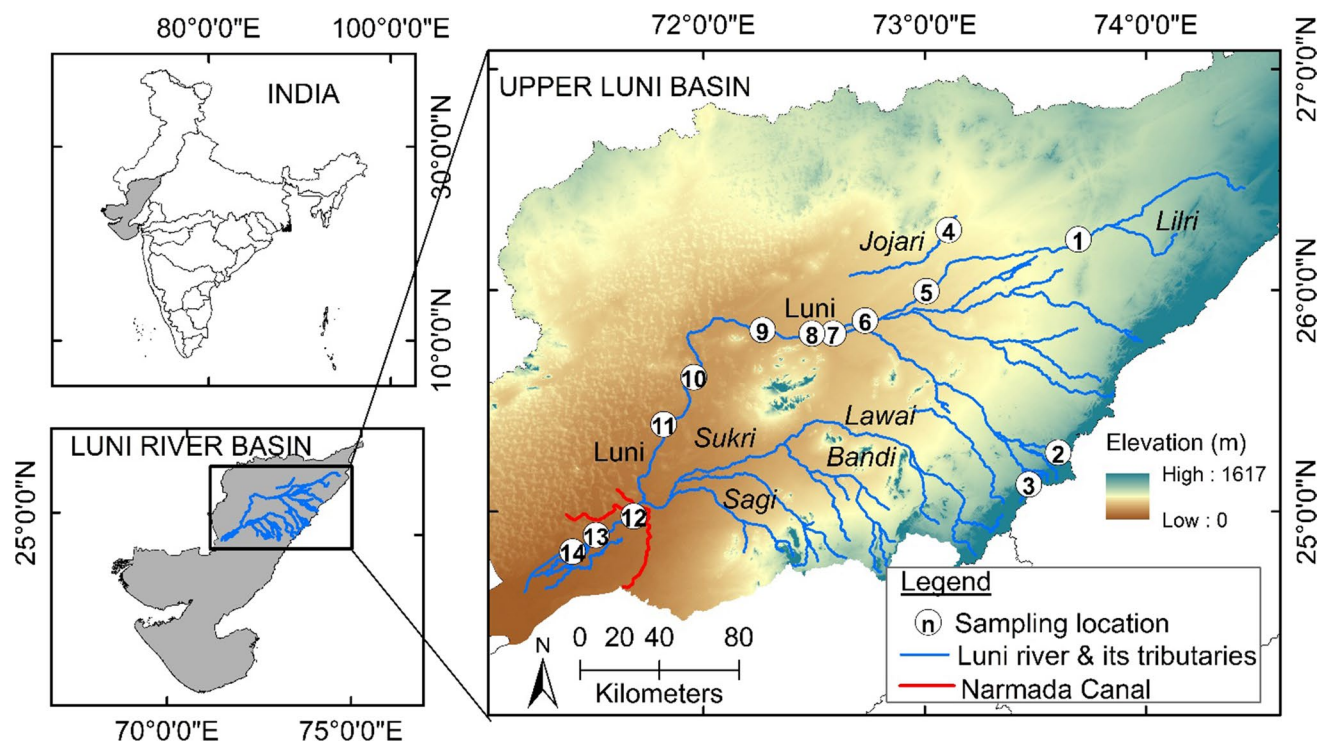 80°0'0"E
100°0'0"E
INDIA
30°0'0"N
10°0'0"N
LUNI RIVER BASIN
25°0'0"N
70°0'0"E
75°0'0"E
72°0'0"E
73°0'0"E
74°0'0"E
UPPER LUNI BASIN
27°0'0"N
26°0'0"N
25°0'0"N
Lilri
Jojari
4
1
5
Luni
6
7
8
9
10
11
Luni
Sukri
Lawai
Bandi
Sagi
2
3
12
13
14
Elevation (m)
High : 1617
Low : 0
N
0 20 40 80
Kilometers
Legend
n Sampling location
Luni river & its tributaries
Narmada Canal